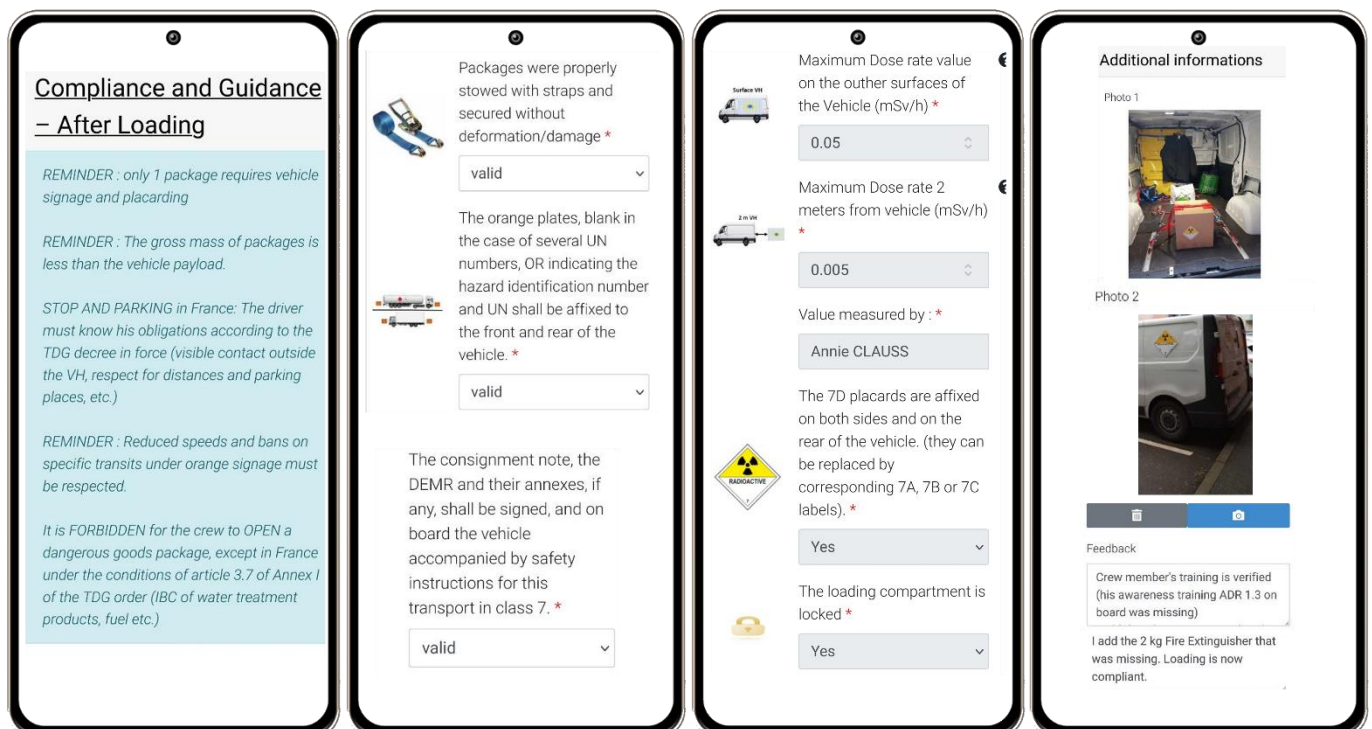 Compliance and Guidance
– After Loading
REMINDER : only 1 package requires vehicle
signage and placarding
REMINDER : The gross mass of packages is
less than the vehicle payload.
STOP AND PARKING in France: The driver
must know his obligations according to the
TDG decree in force (visible contact outside
the VH, respect for distances and parking
places, etc.)
REMINDER : Reduced speeds and bans on
specific transits under orange signage must
be respected.
It is FORBIDDEN for the crew to OPEN a
dangerous goods package, except in France
under the conditions of article 3.7 of Annex I
of the TDG order (IBC of water treatment
products, fuel etc.)
Packages were properly
stowed with straps and
secured without
deformation/damage *
valid
The orange plates, blank in
the case of several UN
numbers, OR indicating the
hazard identification number
and UN shall be affixed to
the front and rear of the
vehicle. *
valid
The consignment note, the
DEMR and their annexes, if
any, shall be signed, and on
board the vehicle
accompanied by safety
instructions for this
transport in class 7. *
valid
Surface VH
Maximum Dose rate value
on the outher surfaces of
the Vehicle (mSv/h) *
0.05
2 m VH
Maximum Dose rate 2
meters from vehicle (mSv/h)
*
0.005
Value measured by : *
Annie CLAUSS
RADIOACTIVE
7
The 7D placards are affixed
on both sides and on the
rear of the vehicle. (they can
be replaced by
corresponding 7A, 7B or 7C
labels). *
Yes
The loading compartment is
locked *
Yes
Additional informations
Photo 1
Photo 2
Feedback
Crew member's training is verified
(his awareness training ADR 1.3 on
board was missing)
I add the 2 kg Fire Extinguisher that
was missing. Loading is now
compliant.